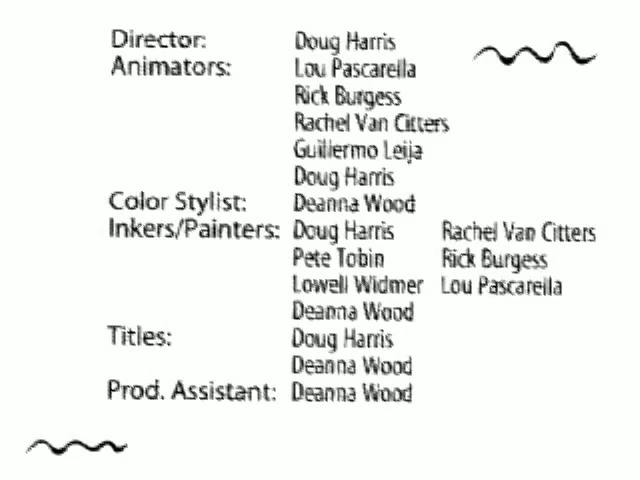 Director: Doug Harris
Animators: Lou Pascarella
Rick Burgess
Rachel Van Citters
Guillermo Leija
Doug Harris
Color Stylist: Deanna Wood
Inkers/Painters: Doug Harris Rachel Van Citters
Pete Tobin Rick Burgess
Lowell Widmer Lou Pascarella
Deanna Wood
Titles: Doug Harris
Deanna Wood
Prod. Assistant: Deanna Wood